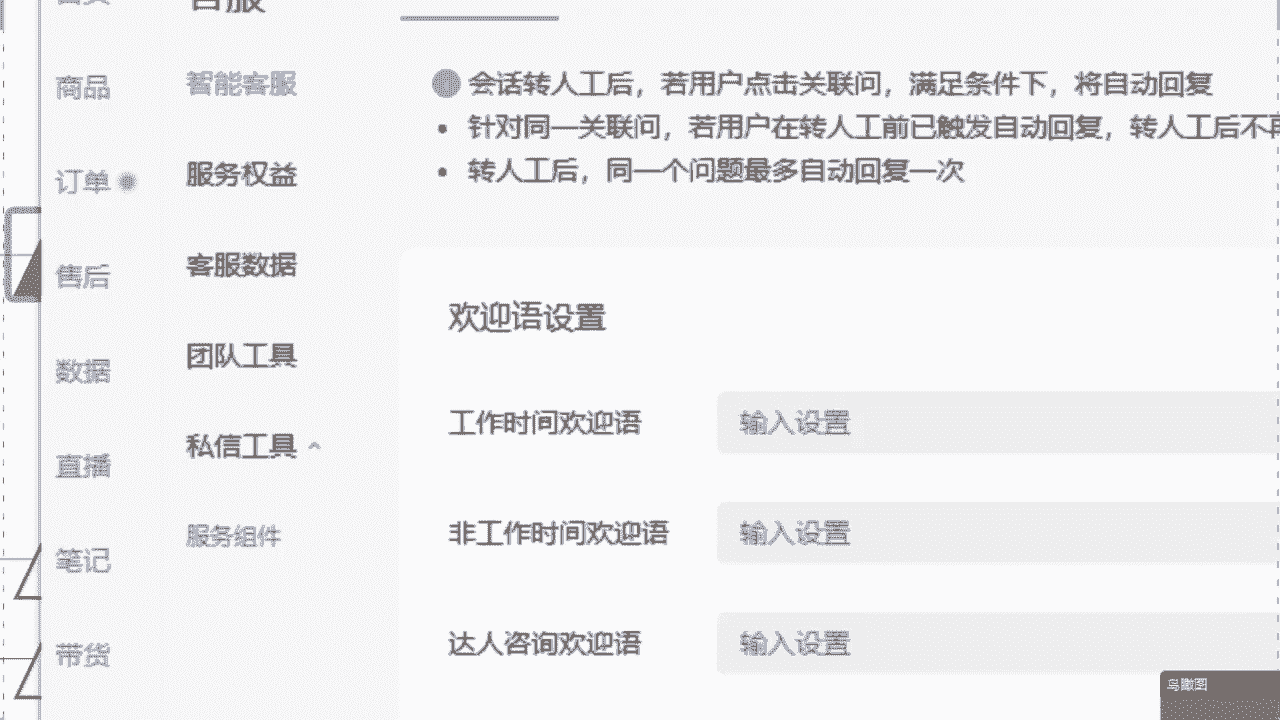 客服
商品
订单
售后
数据
直播
笔记
带货
智能客服
服务权益
客服数据
团队工具
私信工具
服务组件
会话转人工后，若用户点击关联问，满足条件下，将自动回复
针对同一关联问，若用户在转人工前已触发自动回复，转人工后不再
转人工后，同一个问题最多自动回复一次
欢迎语设置
工作时间欢迎语
输入设置
非工作时间欢迎语
输入设置
达人咨询欢迎语
输入设置
鸟瞰图